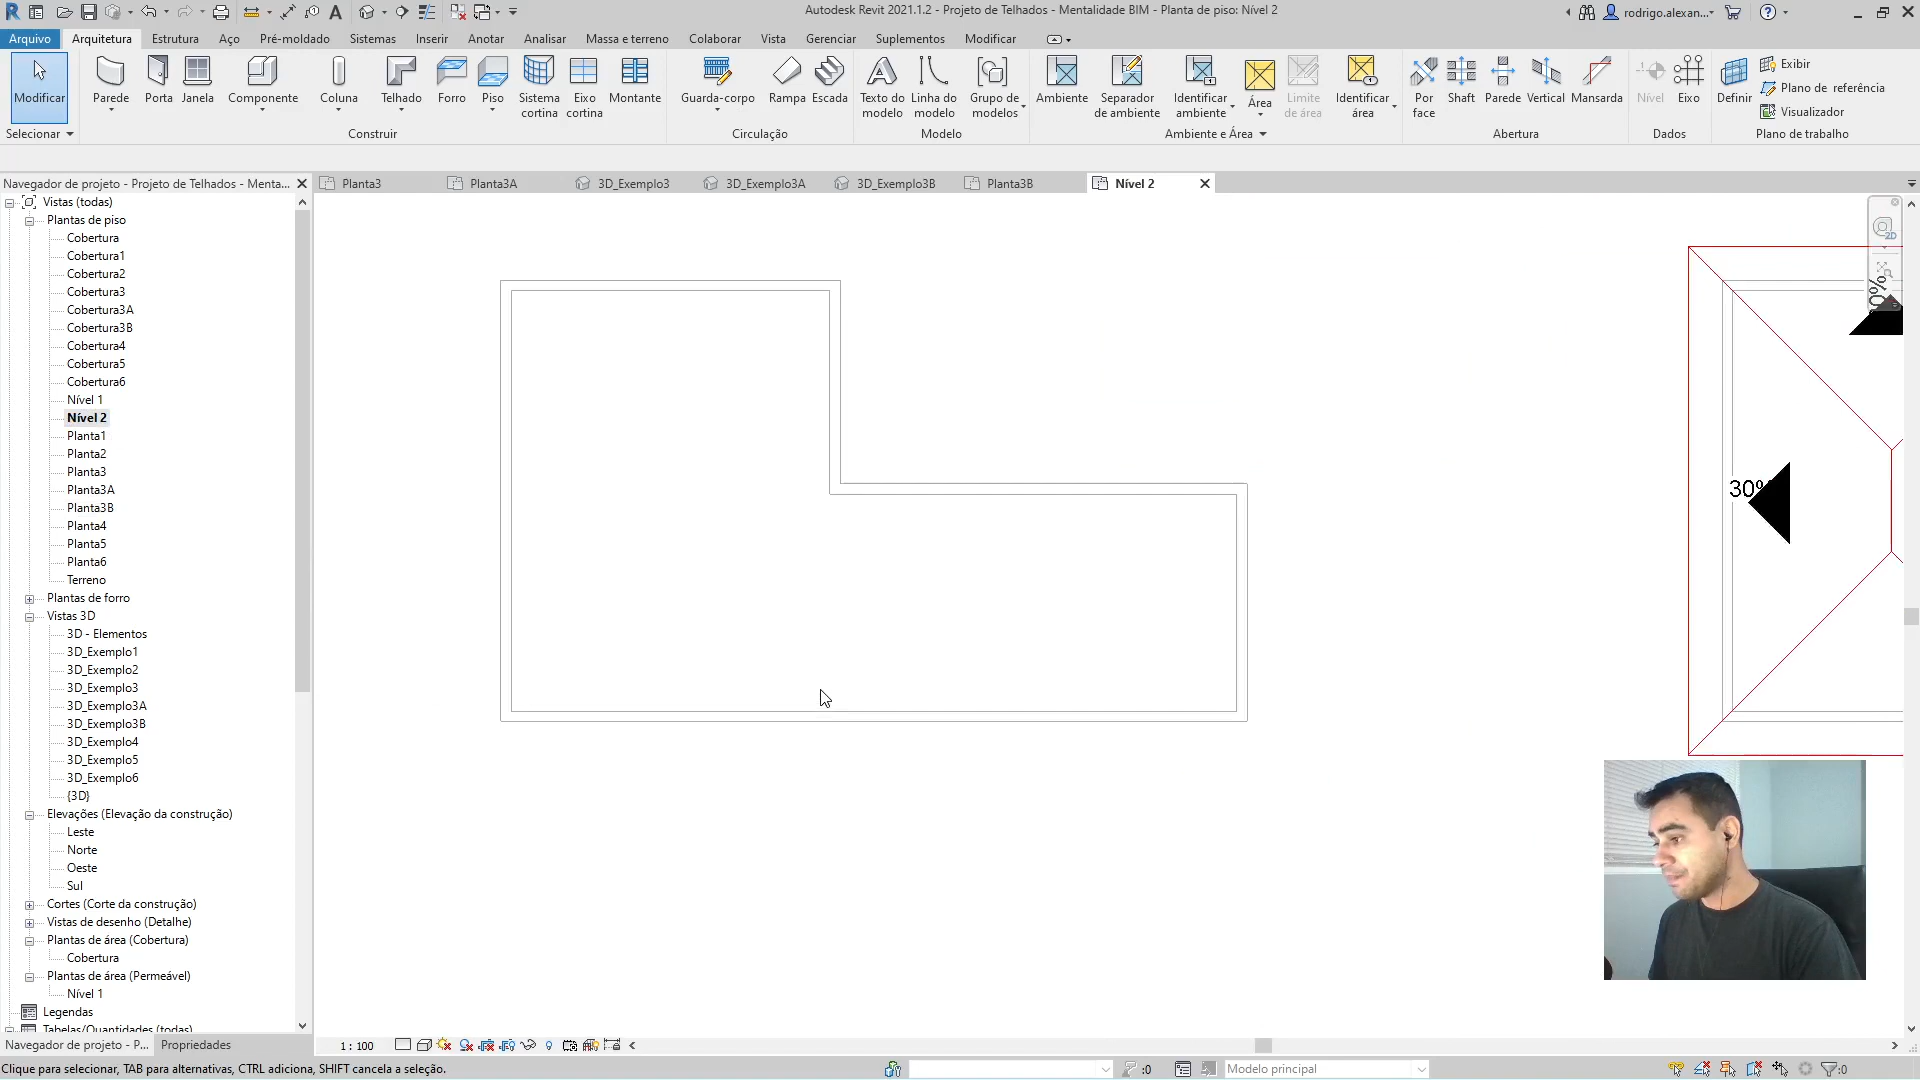 Autodesk Revit 2021.1.2 - Projeto de Telhados - Mentalidade BIM - Planta de piso: Nível 2
rodrigo.alexan...
Arquivo Arquitetura Estrutura Aço Pré-moldado Sistemas Inserir Anotar Analisar Massa e terreno Colaborar Vista Gerenciar Suplementos Modificar
Modificar Parede Porta Janela Componente Coluna Telhado Forro Piso Sistema cortina Eixo cortina Montante Guarda-corpo Rampa Escada Texto do modelo Linha do modelo Grupo de modelos Ambiente Separador de ambiente Identificar ambiente Área Limite de área Identificar área Por face Shaft Parede Vertical Mansarda Nível Eixo Definir
Exibir
Plano de referência
Visualizador
Selecionar Construir Circulação Modelo Ambiente e Área Abertura Dados Plano de trabalho
Navegador de projeto - Projeto de Telhados - Menta...
Planta3 Planta3A 3D_Exemplo3 3D_Exemplo3A 3D_Exemplo3B Planta3B Nível 2
Vistas (todas)
Plantas de piso
Cobertura
Cobertura1
Cobertura2
Cobertura3
Cobertura3A
Cobertura3B
Cobertura4
Cobertura5
Cobertura6
Nível 1
Nível 2
Planta1
Planta2
Planta3
Planta3A
Planta3B
Planta4
Planta5
Planta6
Terreno
Plantas de forro
Vistas 3D
3D - Elementos
3D_Exemplo1
3D_Exemplo2
3D_Exemplo3
3D_Exemplo3A
3D_Exemplo3B
3D_Exemplo4
3D_Exemplo5
3D_Exemplo6
{3D}
Elevações (Elevação da construção)
Leste
Norte
Oeste
Sul
Cortes (Corte da construção)
Vistas de desenho (Detalhe)
Plantas de área (Cobertura)
Cobertura
Plantas de área (Permeável)
Nível 1
Legendas
Tabelas/Quantidades (todas)
2D
30%
Navegador de projeto - P... Propriedades
1 : 100
Clique para selecionar, TAB para alternativas, CTRL adiciona, SHIFT cancela a seleção.
:0
Modelo principal
:0